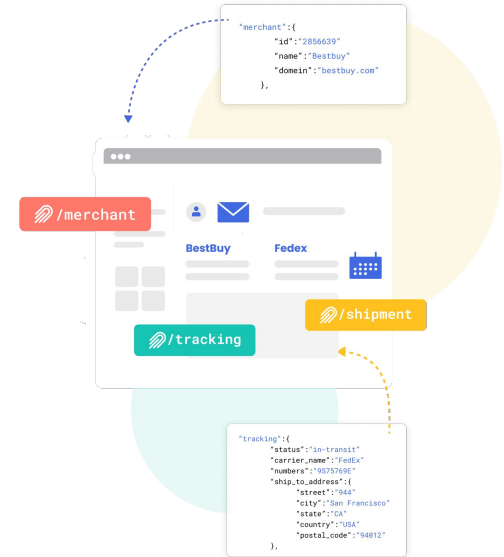 "merchant":{
"id":"2856639"
"name":"Bestbuy"
"domein":"bestbuy.com"
},
/merchant
BestBuy
Fedex
/shipment
/tracking
"tracking":{
"status":"in-transit"
"carrier_name":"FedEx"
"numbers":"9S75769E"
"ship_to_address":{
"street":"944"
"city":"San Francisco"
"state":"CA"
"country":"USA"
"postal_code":"94012"
},